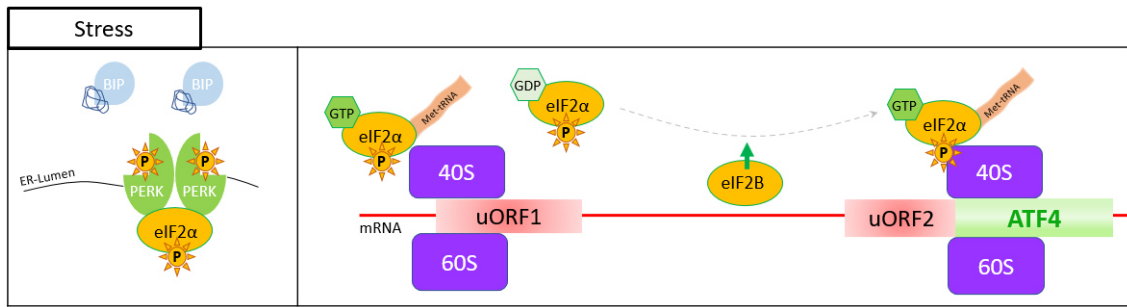 Stress
BIP
BIP
P
P
ER-Lumen
PERK
PERK
eIF2α
P
GTP
eIF2α
P
Met-tRNA
GDP
eIF2α
P
GTP
eIF2α
P
Met-tRNA
40S
eIF2B
40S
mRNA
uORF1
uORF2
ATF4
60S
60S